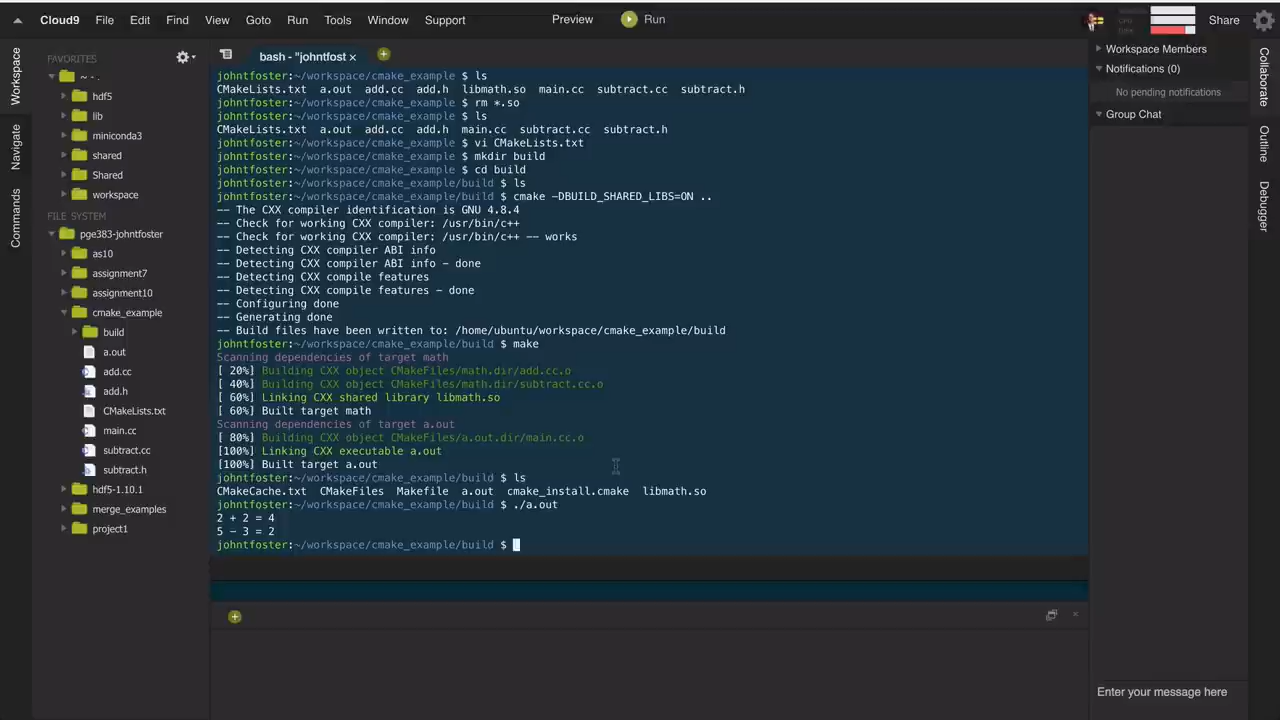 Cloud9 File Edit Find View Goto Run Tools Window Support Preview Run Share
Workspace
Navigate
Commands
FAVORITES
~ - .
hdf5
lib
miniconda3
shared
Shared
workspace
FILE SYSTEM
pge383-johntfoster
as10
assignment7
assignment10
cmake_example
build
a.out
add.cc
add.h
CMakeLists.txt
main.cc
subtract.cc
subtract.h
hdf5-1.10.1
merge_examples
project1
bash - "johntfost ×
johntfoster:~/workspace/cmake_example $ ls
CMakeLists.txt a.out add.cc add.h libmath.so main.cc subtract.cc subtract.h
johntfoster:~/workspace/cmake_example $ rm *.so
johntfoster:~/workspace/cmake_example $ ls
CMakeLists.txt a.out add.cc add.h main.cc subtract.cc subtract.h
johntfoster:~/workspace/cmake_example $ vi CMakeLists.txt
johntfoster:~/workspace/cmake_example $ mkdir build
johntfoster:~/workspace/cmake_example $ cd build
johntfoster:~/workspace/cmake_example/build $ ls
johntfoster:~/workspace/cmake_example/build $ cmake -DBUILD_SHARED_LIBS=ON ..
-- The CXX compiler identification is GNU 4.8.4
-- Check for working CXX compiler: /usr/bin/c++
-- Check for working CXX compiler: /usr/bin/c++ -- works
-- Detecting CXX compiler ABI info
-- Detecting CXX compiler ABI info - done
-- Detecting CXX compile features
-- Detecting CXX compile features - done
-- Configuring done
-- Generating done
-- Build files have been written to: /home/ubuntu/workspace/cmake_example/build
johntfoster:~/workspace/cmake_example/build $ make
Scanning dependencies of target math
[ 20%] Building CXX object CMakeFiles/math.dir/add.cc.o
[ 40%] Building CXX object CMakeFiles/math.dir/subtract.cc.o
[ 60%] Linking CXX shared library libmath.so
[ 60%] Built target math
Scanning dependencies of target a.out
[ 80%] Building CXX object CMakeFiles/a.out.dir/main.cc.o
[100%] Linking CXX executable a.out
[100%] Built target a.out
johntfoster:~/workspace/cmake_example/build $ ls
CMakeCache.txt CMakeFiles Makefile a.out cmake_install.cmake libmath.so
johntfoster:~/workspace/cmake_example/build $ ./a.out
2 + 2 = 4
5 - 3 = 2
johntfoster:~/workspace/cmake_example/build $
Workspace Members
Notifications (0)
No pending notifications
Group Chat
Enter your message here
Collaborate
Outline
Debugger